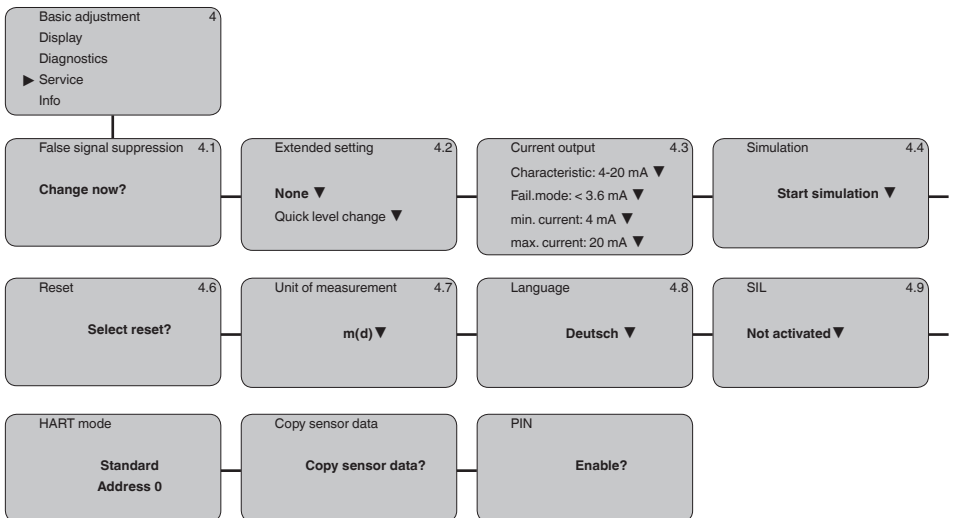 Basic adjustment 4
Display
Diagnostics
▶ Service
Info
False signal suppression 4.1
Change now?
Extended setting 4.2
None ▼
Quick level change ▼
Current output 4.3
Characteristic: 4-20 mA ▼
Fail.mode: < 3.6 mA ▼
min. current: 4 mA ▼
max. current: 20 mA ▼
Simulation 4.4
Start simulation ▼
Reset 4.6
Select reset?
Unit of measurement 4.7
m(d) ▼
Language 4.8
Deutsch ▼
SIL 4.9
Not activated ▼
HART mode
Standard
Address 0
Copy sensor data
Copy sensor data?
PIN
Enable?